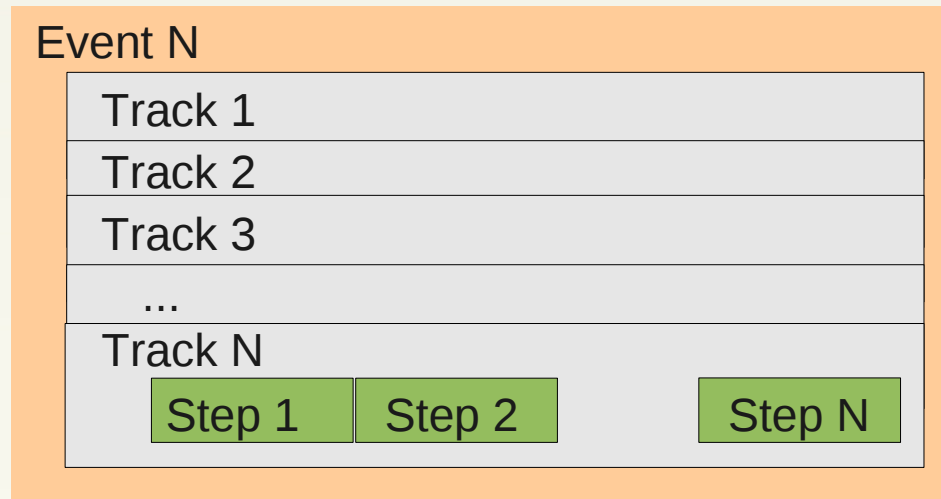 Event N
Track 1
Track 2
Track 3
...
Track N
Step 1 Step 2 Step N